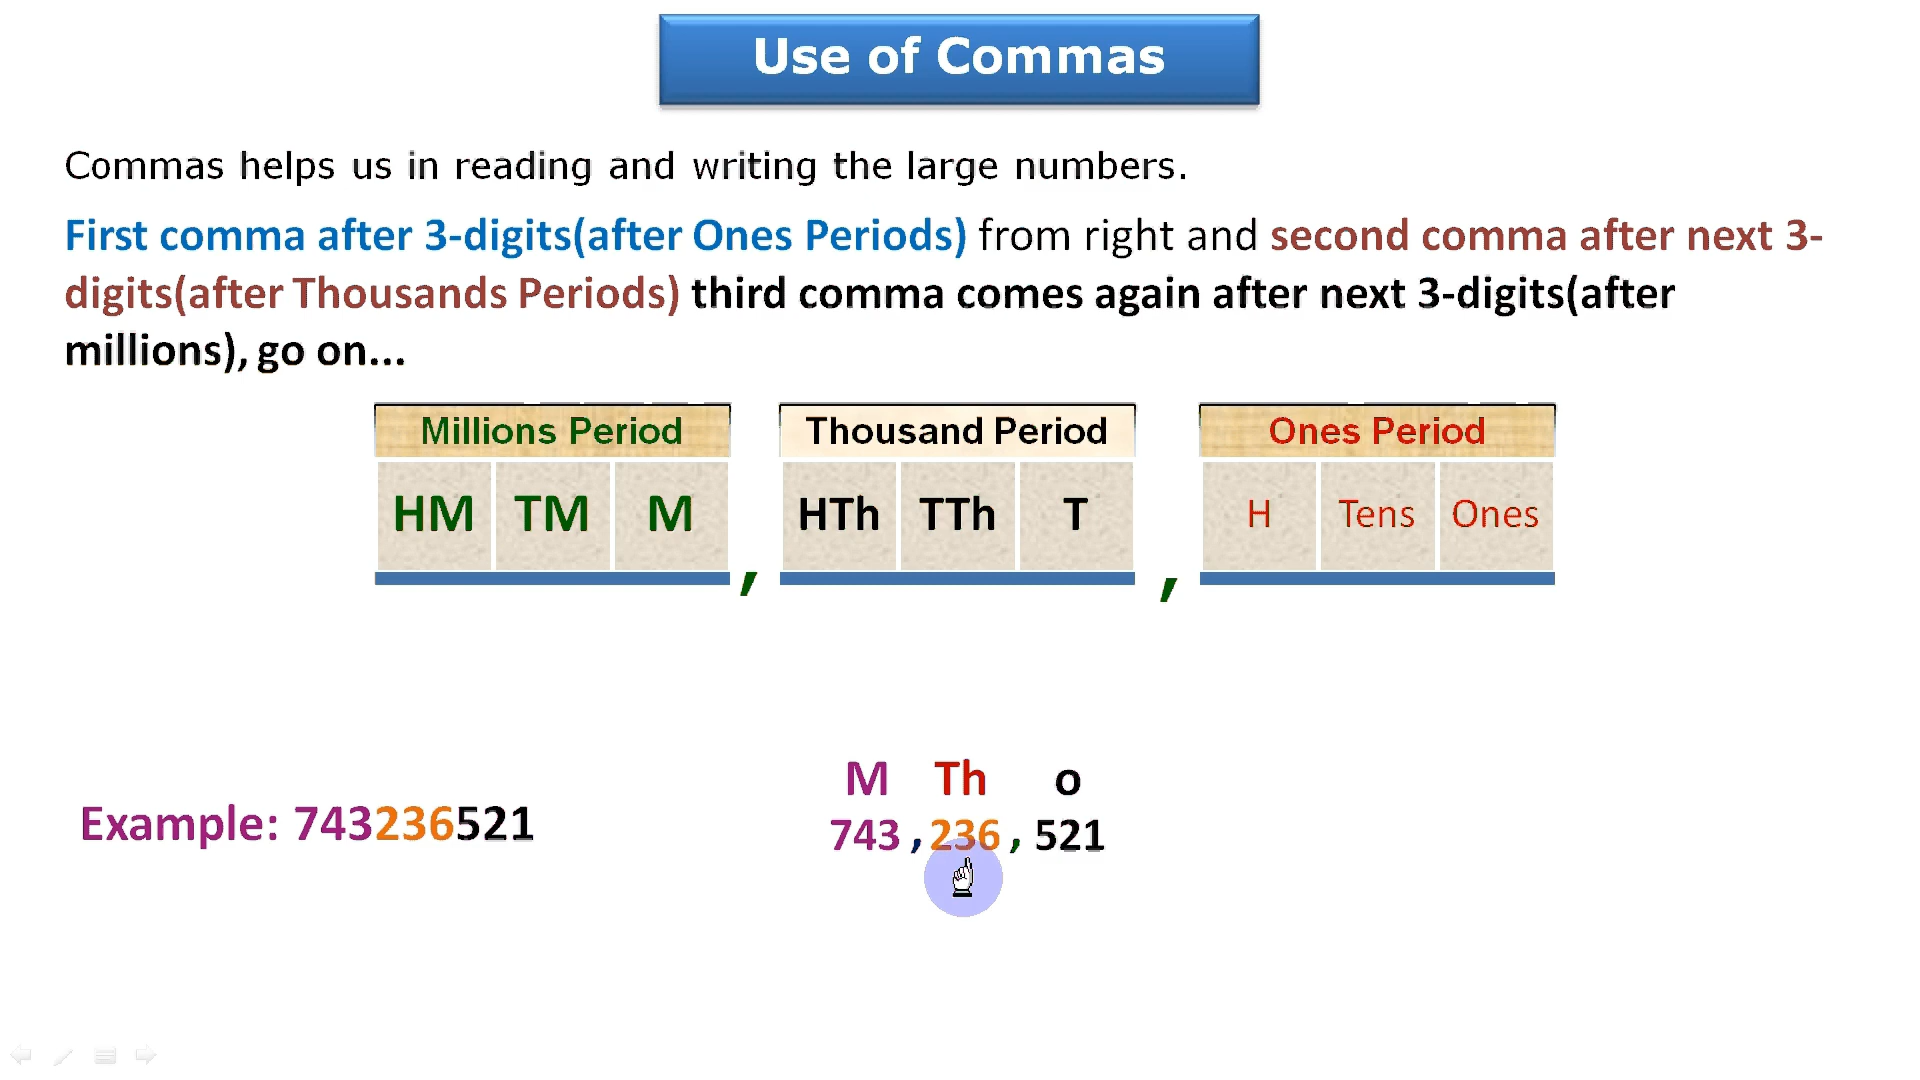 Use of Commas
Commas helps us in reading and writing the large numbers.
First comma after 3-digits(after Ones Periods) from right and second comma after next 3-
digits(after Thousands Periods) third comma comes again after next 3-digits(after
millions), go on...
Millions Period Thousand Period Ones Period
HM TM M , HTh TTh T , H Tens Ones
M Th o
Example: 743236521 743 , 236 , 521